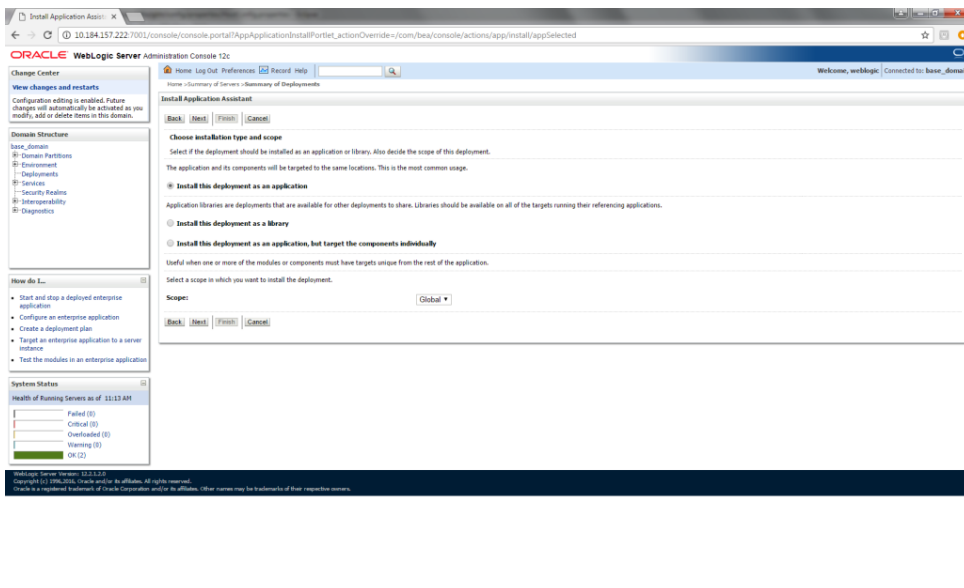 Install Application Assist
10.184.157.222:7001/console/console.portal?AppApplicationInstallPortlet_actionOverride=/com/bea/console/actions/app/install/appSelected
ORACLE WebLogic Server Administration Console 12c
Change Center
View changes and restarts
Configuration editing is enabled. Future
changes will automatically be activated as you
modify, add or delete items in this domain.
Domain Structure
base_domain
Domain Partitions
Environment
Deployments
Services
Security Realms
Interoperability
Diagnostics
How do I...
Start and stop a deployed enterprise
application
Configure an enterprise application
Create a deployment plan
Target an enterprise application to a server
instance
Test the modules in an enterprise application
System Status
Health of Running Servers as of 11:13 AM
Failed (0)
Critical (0)
Overloaded (0)
Warning (0)
OK (2)
Home Log Out Preferences Record Help
Welcome, weblogic Connected to: base_domai
Home >Summary of Servers >Summary of Deployments
Install Application Assistant
Back Next Finish Cancel
Choose installation type and scope
Select if the deployment should be installed as an application or library. Also decide the scope of this deployment.
The application and its components will be targeted to the same locations. This is the most common usage.
Install this deployment as an application
Application libraries are deployments that are available for other deployments to share. Libraries should be available on all of the targets running their referencing applications.
Install this deployment as a library
Install this deployment as an application, but target the components individually
Useful when one or more of the modules or components must have targets unique from the rest of the application.
Select a scope in which you want to install the deployment.
Scope: Global
Back Next Finish Cancel
WebLogic Server Version: 12.2.1.2.0
Copyright (c) 1996,2016, Oracle and/or its affiliates. All rights reserved.
Oracle is a registered trademark of Oracle Corporation and/or its affiliates. Other names may be trademarks of their respective owners.